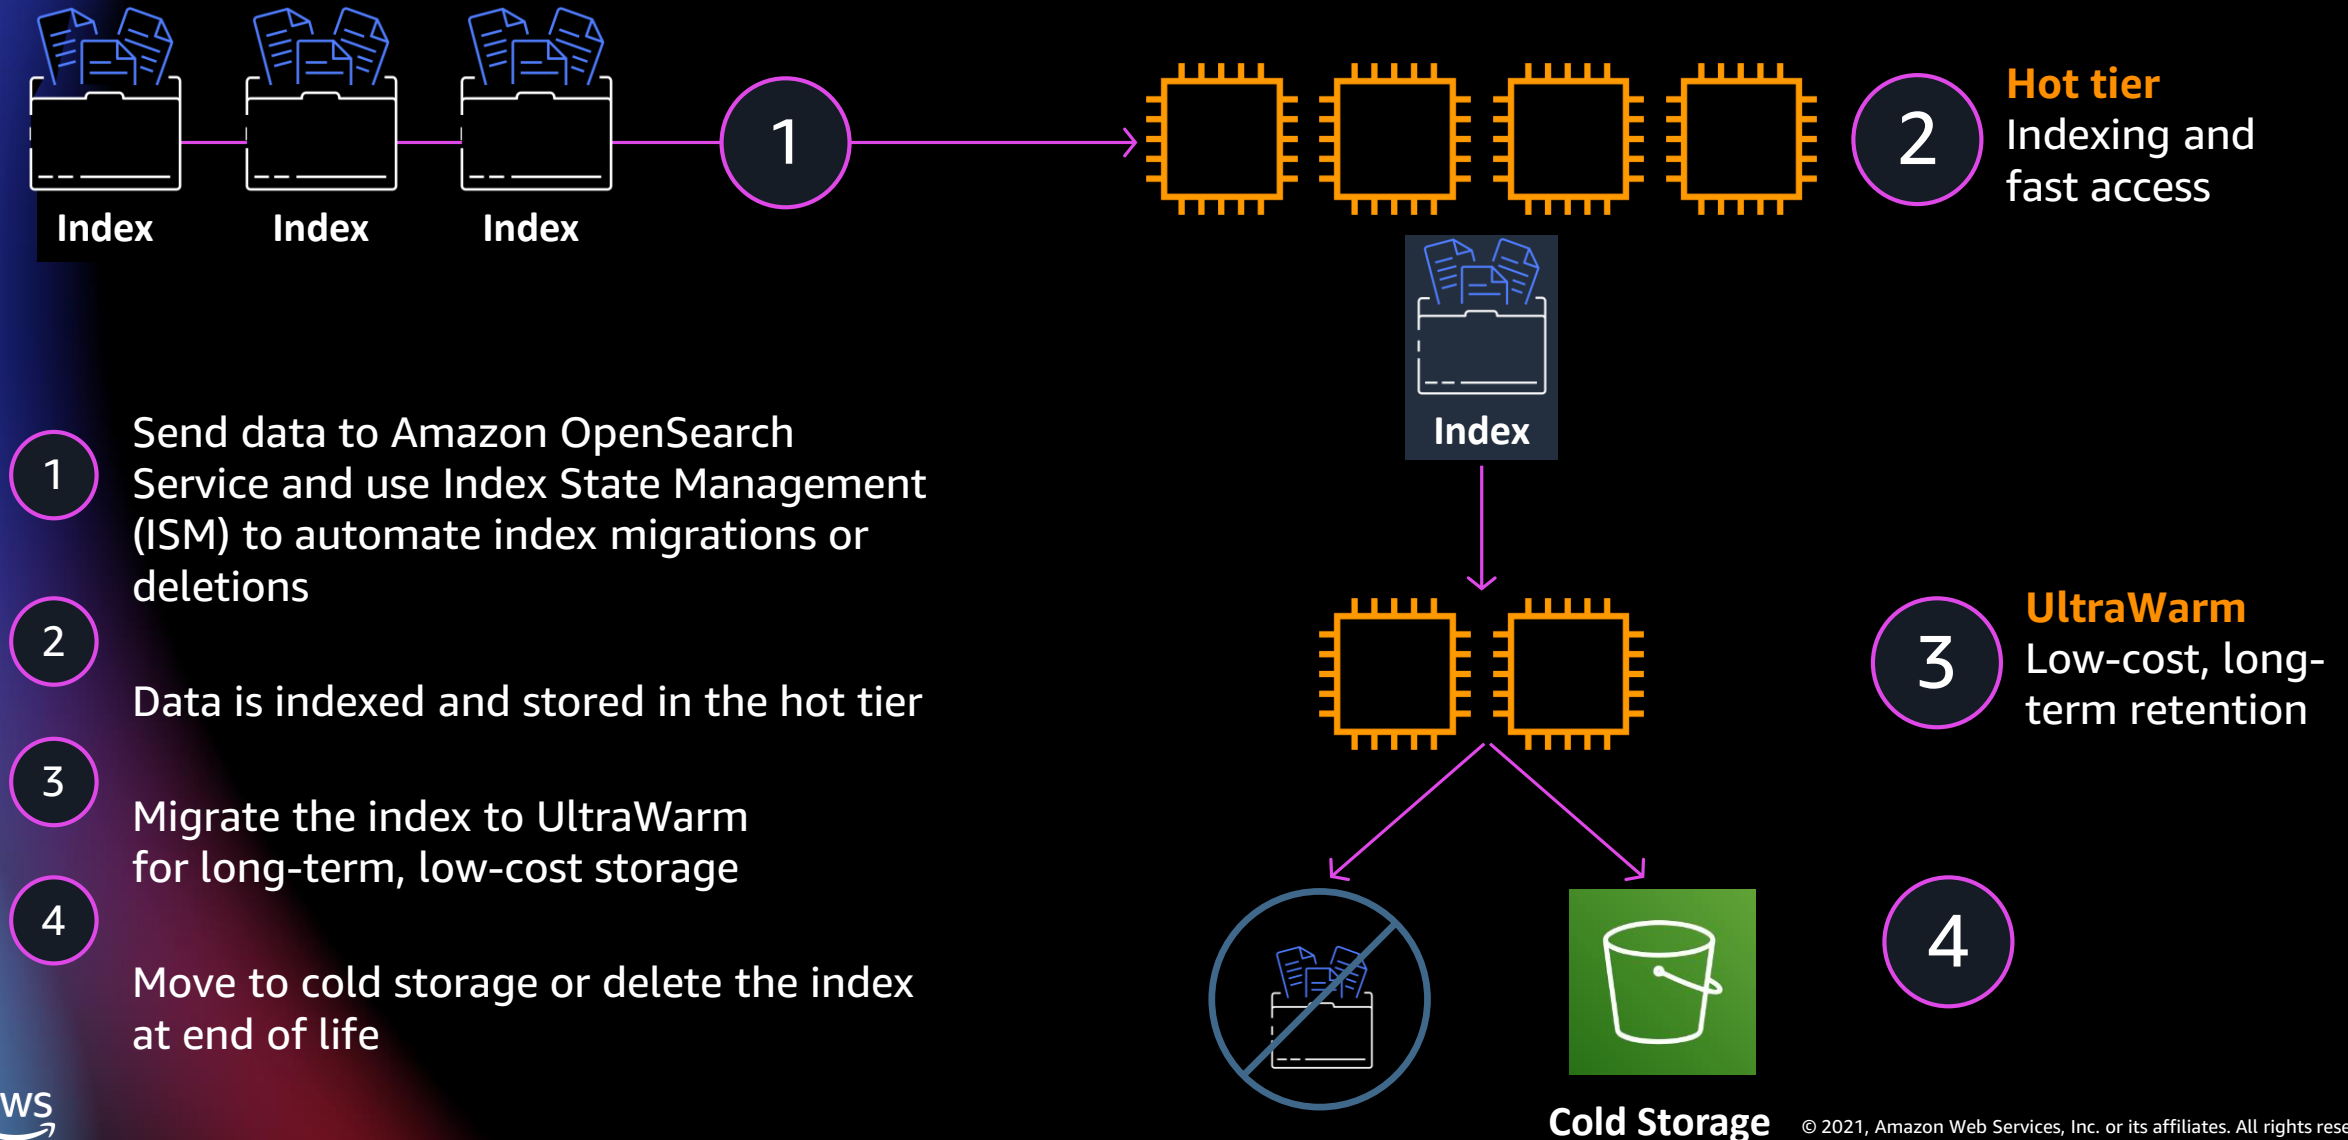 Index
Index
Index
1
2
Hot tier
Indexing and
fast access
Index
1
Send data to Amazon OpenSearch
Service and use Index State Management
(ISM) to automate index migrations or
deletions
2
Data is indexed and stored in the hot tier
3
Migrate the index to UltraWarm
for long-term, low-cost storage
4
Move to cold storage or delete the index
at end of life
3
UltraWarm
Low-cost, long-
term retention
4
Cold Storage
ws
© 2021, Amazon Web Services, Inc. or its affiliates. All rights rese